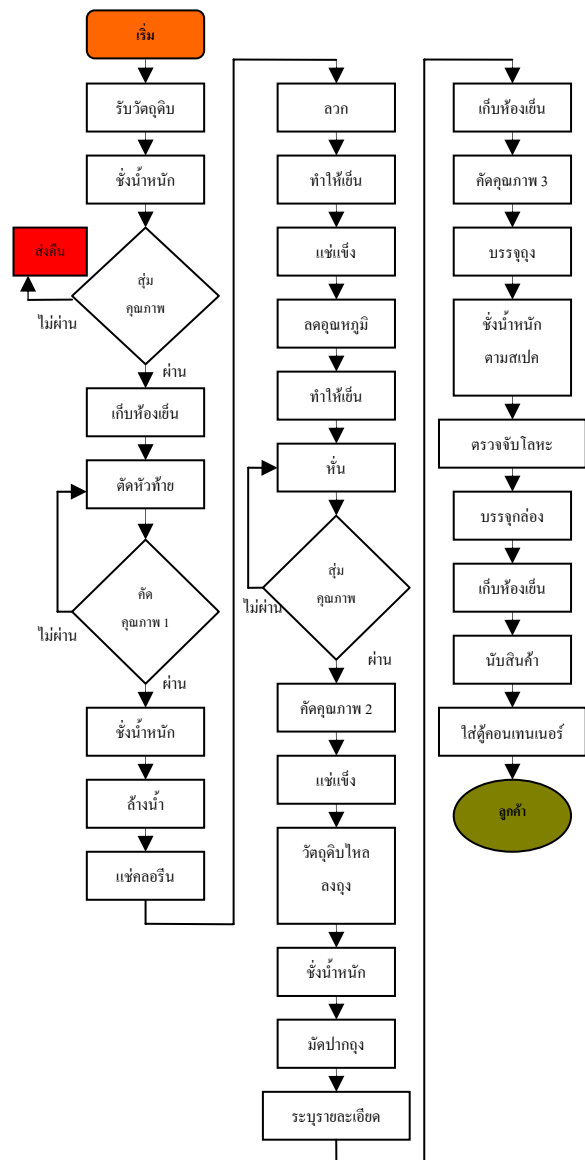 เริ่ม
รับวัตถุดิบ
ชั่งน้ำหนัก
สุ่ม
คุณภาพ
ส่งคืน
ไม่ผ่าน
ผ่าน
เก็บห้องเย็น
ตัดหัวท้าย
คัด
คุณภาพ 1
ไม่ผ่าน
ผ่าน
ชั่งน้ำหนัก
ล้างน้ำ
แช่คลอรีน
ลวก
ทำให้เย็น
แช่แข็ง
ลดอุณหภูมิ
ทำให้เย็น
หั่น
สุ่ม
คุณภาพ
ไม่ผ่าน
ผ่าน
คัดคุณภาพ 2
แช่แข็ง
วัตถุดิบไหล
ลงถุง
ชั่งน้ำหนัก
มัดปากถุง
ระบุรายละเอียด
เก็บห้องเย็น
คัดคุณภาพ 3
บรรจุถุง
ชั่งน้ำหนัก
ตามสเปค
ตรวจจับโลหะ
บรรจุกล่อง
เก็บห้องเย็น
นับสินค้า
ใส่ตู้คอนเทนเนอร์
ลูกค้า